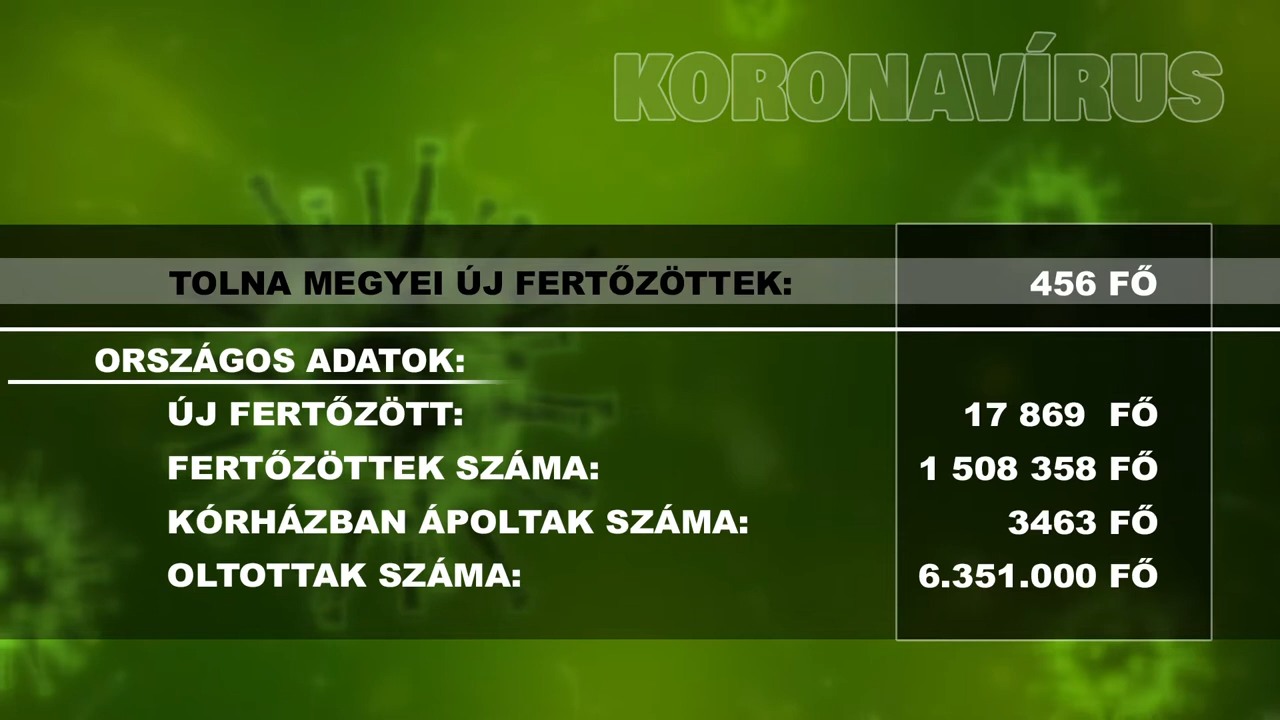 KORONAVÍRUS
TOLNA MEGYEI ÚJ FERTŐZÖTTEK: 456 FŐ
ORSZÁGOS ADATOK:
ÚJ FERTŐZÖTT: 17 869 FŐ
FERTŐZÖTTEK SZÁMA: 1 508 358 FŐ
KÓRHÁZBAN ÁPOLTAK SZÁMA: 3463 FŐ
OLTOTTAK SZÁMA: 6.351.000 FŐ